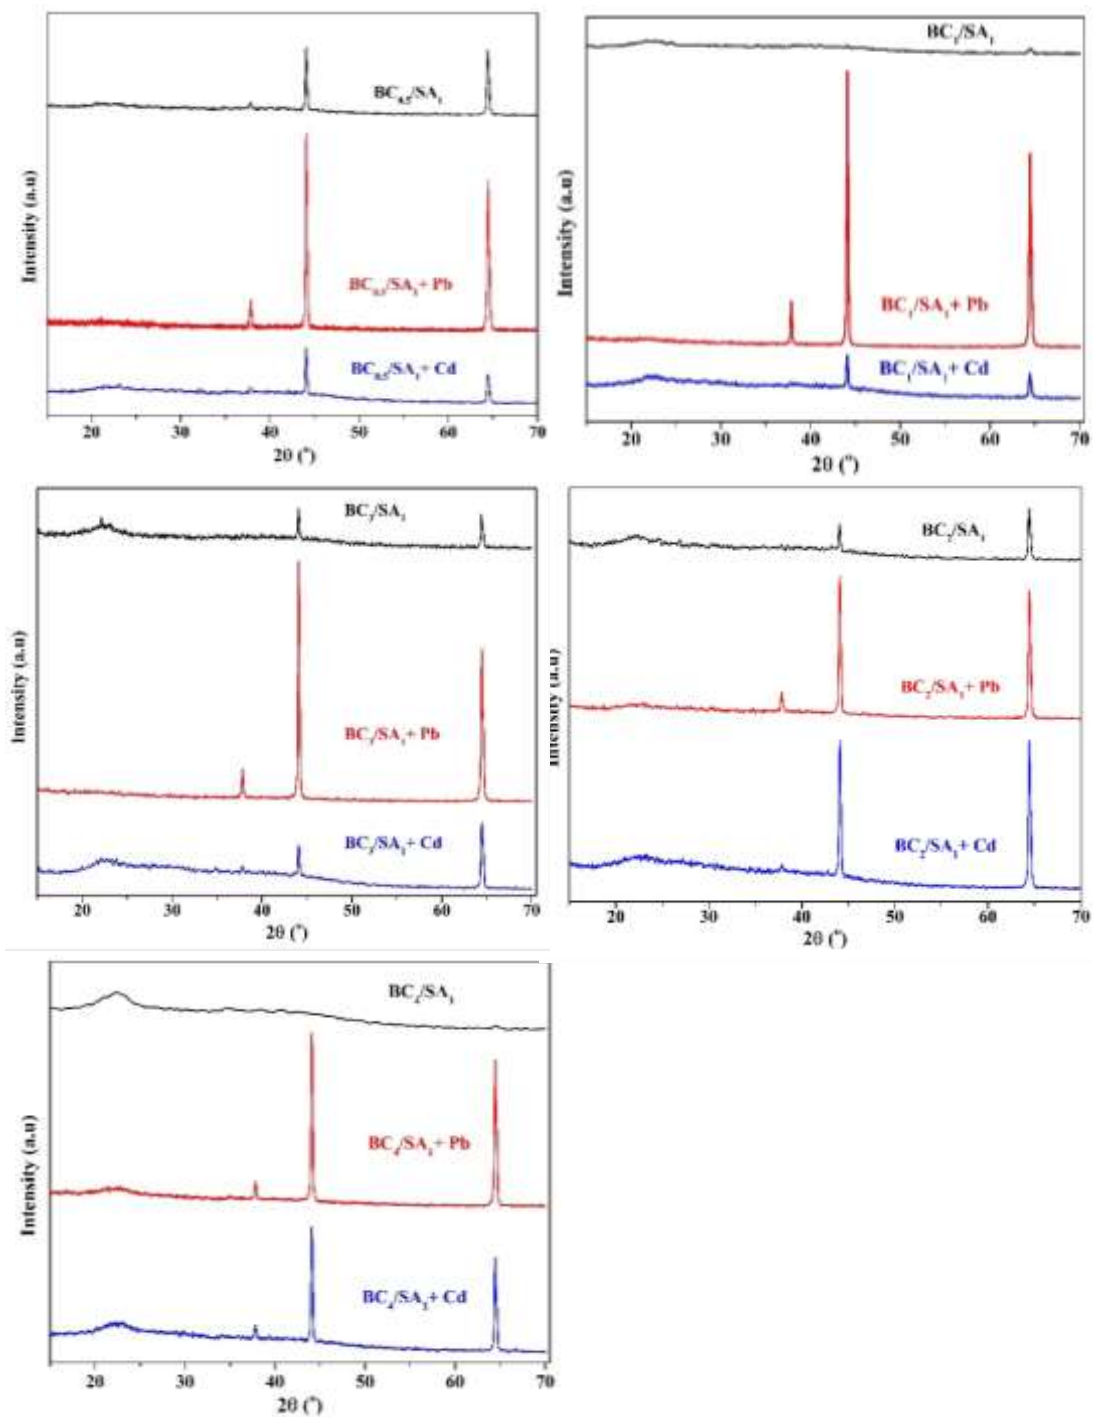 BC₀.₅/SA₁
BC₀.₅/SA₁+ Pb
BC₀.₅/SA₁+ Cd
Intensity (a.u)
20 30 40 50 60 70
2θ (°)
BC₁/SA₁
BC₁/SA₁+ Pb
BC₁/SA₁+ Cd
Intensity (a.u)
20 30 40 50 60 70
2θ (°)
BC₃/SA₁
BC₃/SA₁+ Pb
BC₃/SA₁+ Cd
Intensity (a.u)
20 30 40 50 60 70
2θ (°)
BC₂/SA₁
BC₂/SA₁+ Pb
BC₂/SA₁+ Cd
Intensity (a.u)
20 30 40 50 60 70
2θ (°)
/SA₁
BC₄/SA₁+ Pb
BC₄/SA₁+ Cd
Intensity (a.u)
20 30 40 50 60 70
2θ (°)